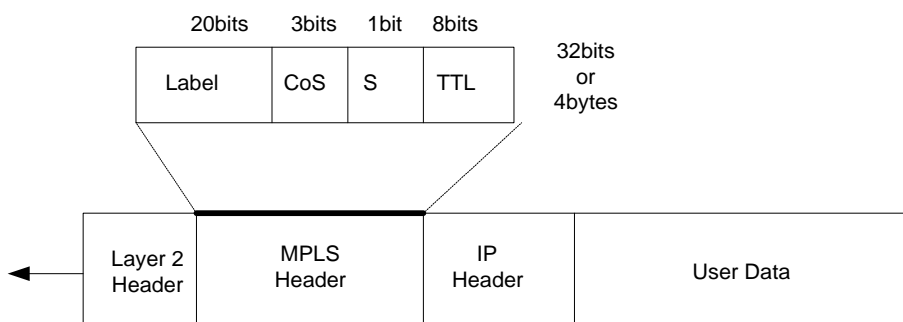 20bits 3bits 1bit 8bits
Label CoS S TTL
32bits
or
4bytes
Layer 2
Header
MPLS
Header
IP
Header
User Data